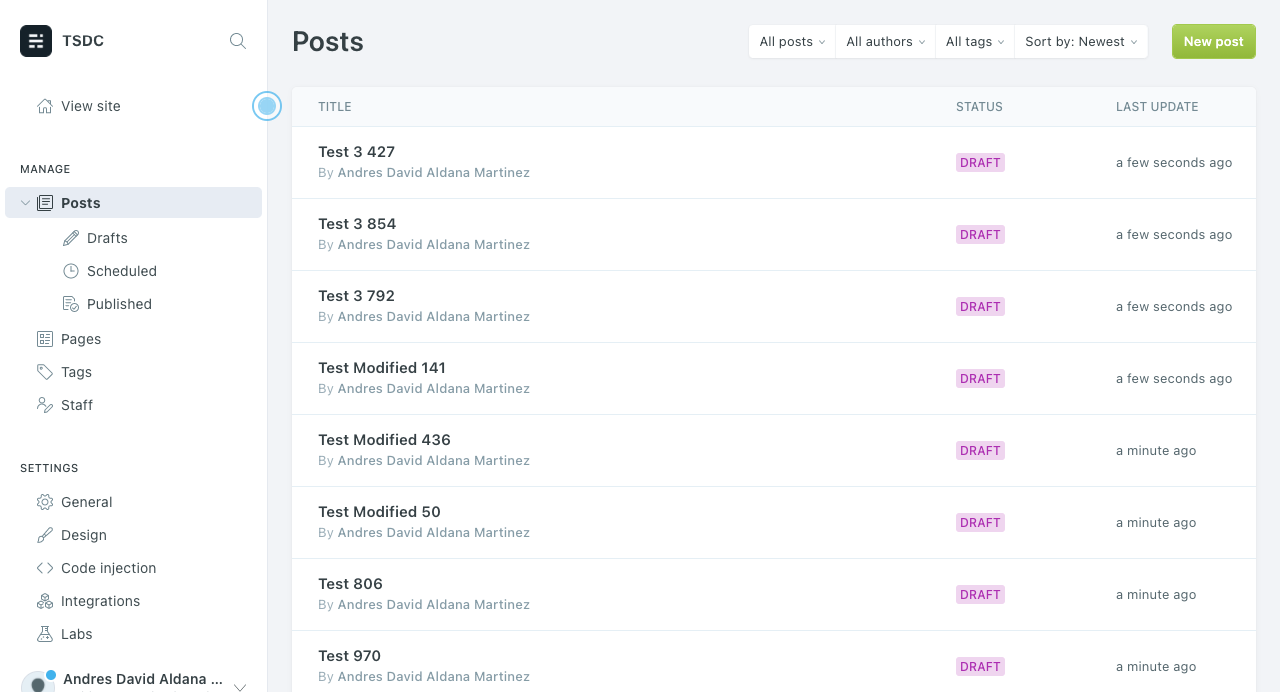 TSDC
View site
MANAGE
Posts
Drafts
Scheduled
Published
Pages
Tags
Staff
SETTINGS
General
Design
Code injection
Integrations
Labs
Andres David Aldana ...
Posts
All posts
All authors
All tags
Sort by: Newest
New post
TITLE STATUS LAST UPDATE
Test 3 427
By Andres David Aldana Martinez
DRAFT
a few seconds ago
Test 3 854
By Andres David Aldana Martinez
DRAFT
a few seconds ago
Test 3 792
By Andres David Aldana Martinez
DRAFT
a few seconds ago
Test Modified 141
By Andres David Aldana Martinez
DRAFT
a few seconds ago
Test Modified 436
By Andres David Aldana Martinez
DRAFT
a minute ago
Test Modified 50
By Andres David Aldana Martinez
DRAFT
a minute ago
Test 806
By Andres David Aldana Martinez
DRAFT
a minute ago
Test 970
By Andres David Aldana Martinez
DRAFT
a minute ago